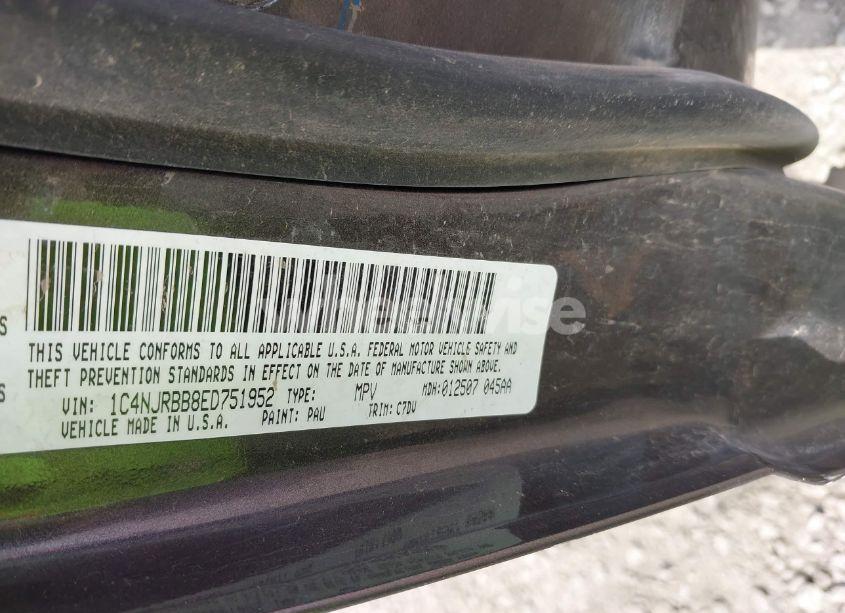 wheelwise
S
THIS VEHICLE CONFORMS TO ALL APPLICABLE U.S.A. FEDERAL MOTOR VEHICLE SAFETY AND
THEFT PREVENTION STANDARDS IN EFFECT ON THE DATE OF MANUFACTURE SHOWN ABOVE.
S
VIN: 1C4NJRBB8ED751952 TYPE: MPV MDH:012507 045AA
VEHICLE MADE IN U.S.A. PAINT: PAU TRIM: C7DV